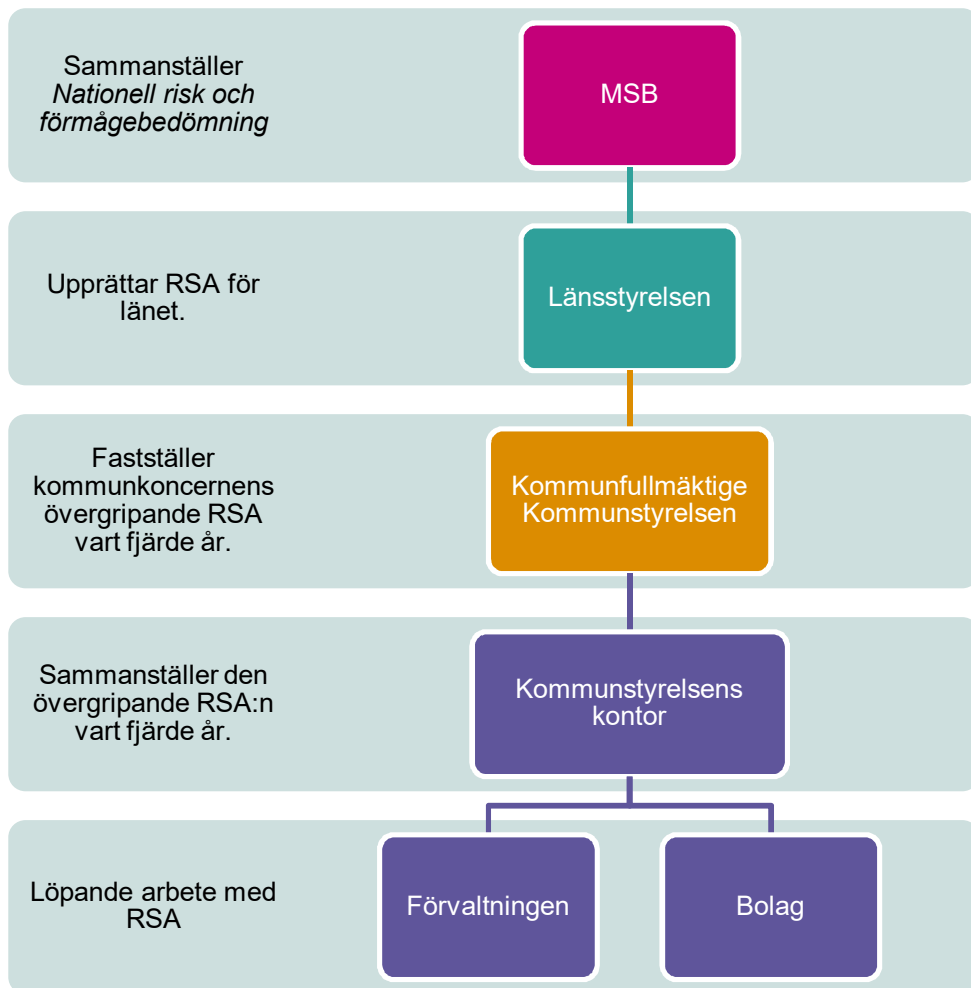 Sammanställer
Nationell risk och
förmågebedömning
MSB
Upprättar RSA för
länet.
Länsstyrelsen
Fastställer
kommunkoncernens
övergripande RSA
vart fjärde år.
Kommunfullmäktige
Kommunstyrelsen
Sammanställer den
övergripande RSA:n
vart fjärde år.
Kommunstyrelsens
kontor
Löpande arbete med
RSA
Förvaltningen
Bolag